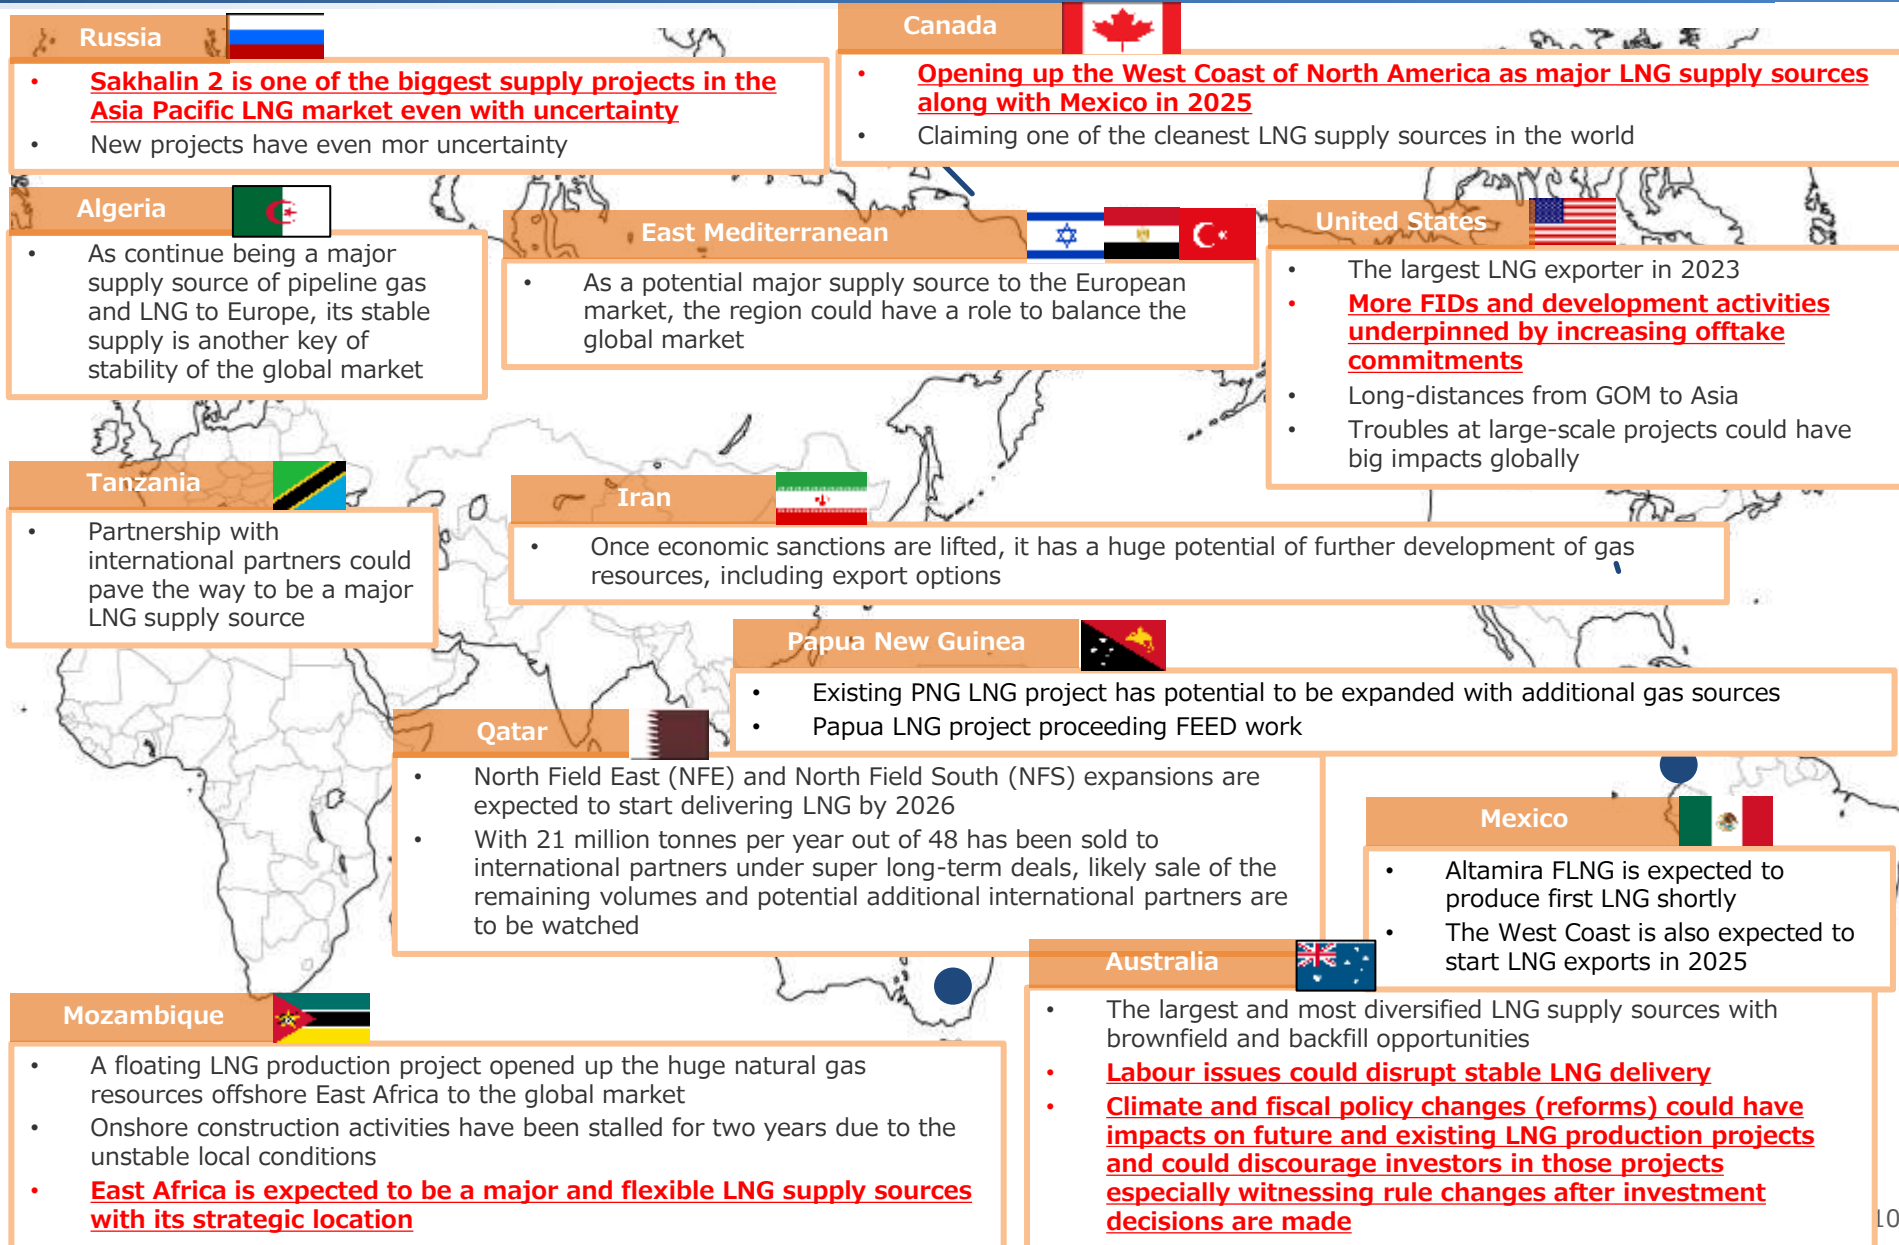 Russia
• Sakhalin 2 is one of the biggest supply projects in the
Asia Pacific LNG market even with uncertainty
• New projects have even mor uncertainty
Canada
• Opening up the West Coast of North America as major LNG supply sources
along with Mexico in 2025
• Claiming one of the cleanest LNG supply sources in the world
Algeria
• As continue being a major
supply source of pipeline gas
and LNG to Europe, its stable
supply is another key of
stability of the global market
East Mediterranean
• As a potential major supply source to the European
market, the region could have a role to balance the
global market
United States
• The largest LNG exporter in 2023
• More FIDs and development activities
underpinned by increasing offtake
commitments
• Long-distances from GOM to Asia
• Troubles at large-scale projects could have
big impacts globally
Tanzania
• Partnership with
international partners could
pave the way to be a major
LNG supply source
Iran
• Once economic sanctions are lifted, it has a huge potential of further development of gas
resources, including export options
Papua New Guinea
• Existing PNG LNG project has potential to be expanded with additional gas sources
• Papua LNG project proceeding FEED work
Qatar
• North Field East (NFE) and North Field South (NFS) expansions are
expected to start delivering LNG by 2026
• With 21 million tonnes per year out of 48 has been sold to
international partners under super long-term deals, likely sale of the
remaining volumes and potential additional international partners are
to be watched
Mexico
• Altamira FLNG is expected to
produce first LNG shortly
• The West Coast is also expected to
start LNG exports in 2025
Australia
• The largest and most diversified LNG supply sources with
brownfield and backfill opportunities
• Labour issues could disrupt stable LNG delivery
• Climate and fiscal policy changes (reforms) could have
impacts on future and existing LNG production projects
and could discourage investors in those projects
especially witnessing rule changes after investment
decisions are made
Mozambique
• A floating LNG production project opened up the huge natural gas
resources offshore East Africa to the global market
• Onshore construction activities have been stalled for two years due to the
unstable local conditions
• East Africa is expected to be a major and flexible LNG supply sources
with its strategic location
10